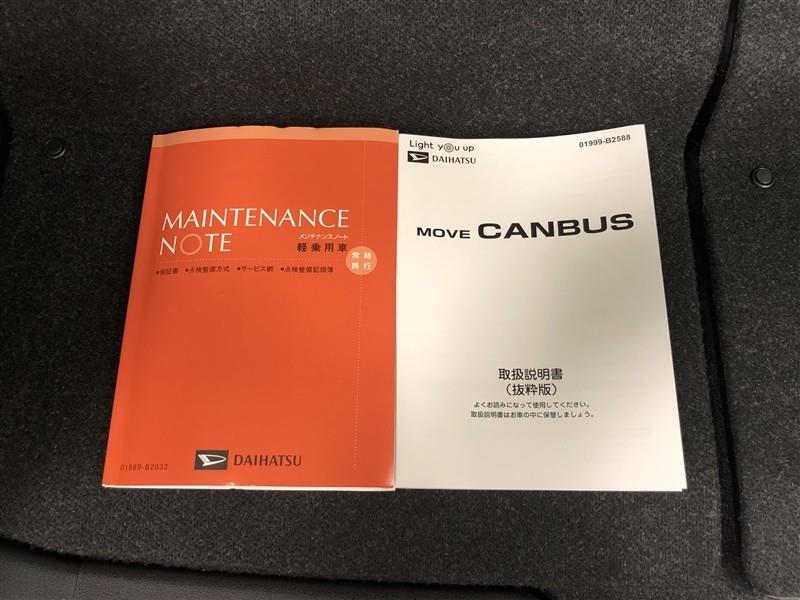 MAINTENANCE
NOTE
メンテナンスノート
軽乗用車
常時
携行
•保証書 •点検整備方式 •サービス網 •点検整備記録簿
01999-B2032
DAIHATSU
Light you up
DAIHATSU
01999-B2588
MOVE CANBUS
取扱説明書
（抜粋版）
よくお読みになって使用してください。
取扱説明書はお車の中に保管しましょう。